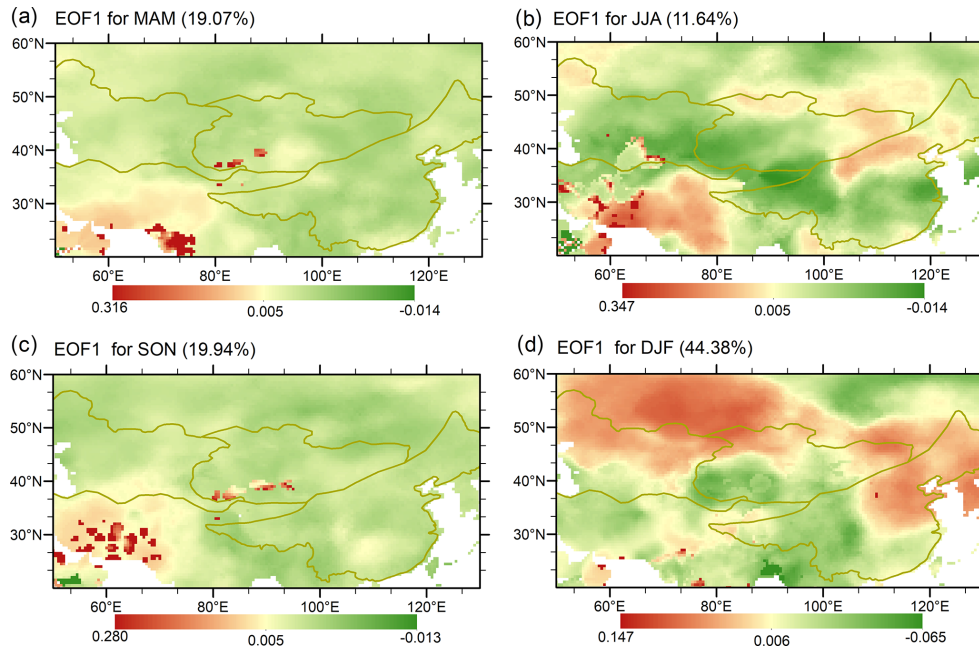 (a) EOF1 for MAM (19.07%)
60°N
50°N
40°N
30°N
60°E 80°E 100°E 120°E
0.316 0.005 -0.014
(b) EOF1 for JJA (11.64%)
60°N
50°N
40°N
30°N
60°E 80°E 100°E 120°E
0.347 0.005 -0.014
(c) EOF1 for SON (19.94%)
60°N
50°N
40°N
30°N
60°E 80°E 100°E 120°E
0.280 0.005 -0.013
(d) EOF1 for DJF (44.38%)
60°N
50°N
40°N
30°N
60°E 80°E 100°E 120°E
0.147 0.006 -0.065